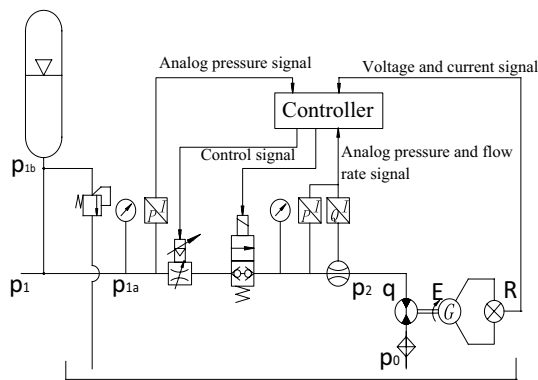 Analog pressure signal
Voltage and current signal
Controller
Control signal
Analog pressure and flow
rate signal
p1b
N
P I
P I
Q I
p1
p1a
p2
q
E
G
R
p0